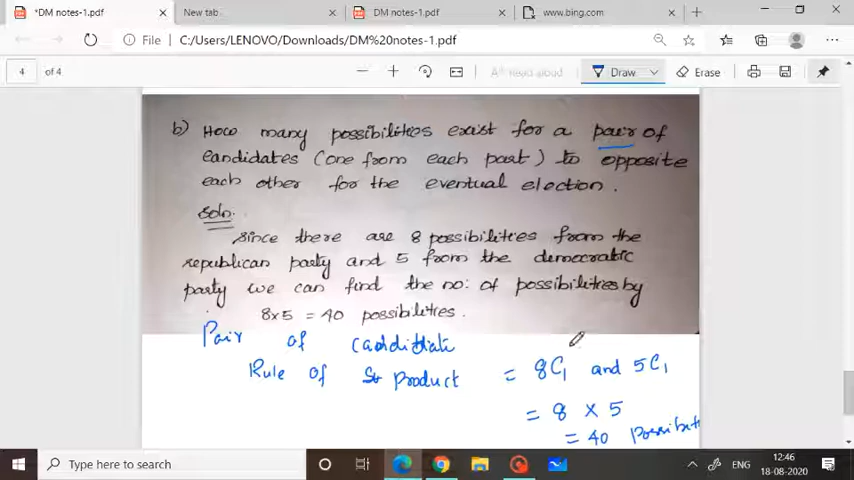 *DM notes-1.pdf
New tab
DM notes-1.pdf
www.bing.com
File C:/Users/LENOVO/Downloads/DM%20notes-1.pdf
4 of 4
Read aloud
Draw
Erase
b) How many possibilities exist for a pair of
candidates (one from each part) to opposite
each other for the eventual election.
Soln.
Since there are 8 possibilities from the
republican party and 5 from the democratic
party we can find the no: of possibilities by
8x5 = 40 possibilities.
Pair of candidate
Rule of product = 8C1 and 5C1
= 8 x 5
= 40 Possibilit
Type here to search
ENG
12:46
18-08-2020